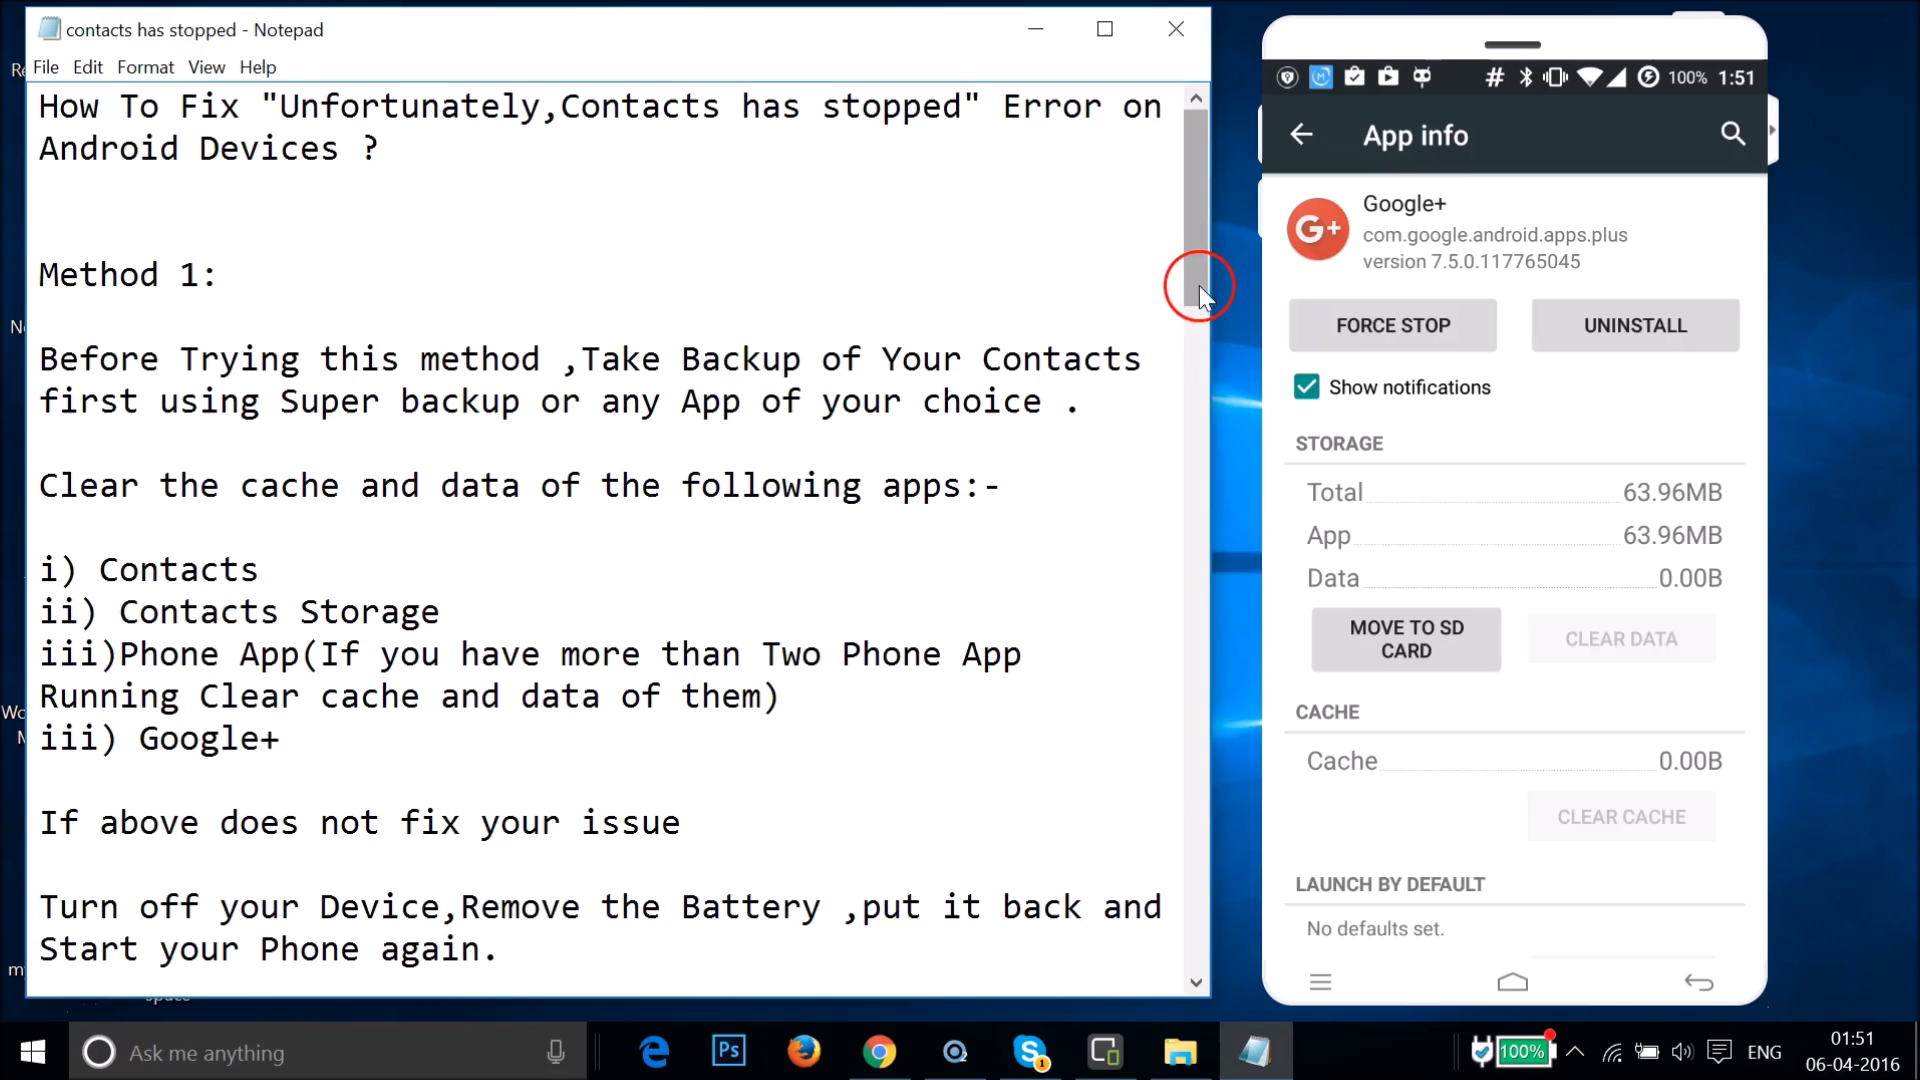 contacts has stopped - Notepad
File Edit Format View Help
How To Fix "Unfortunately,Contacts has stopped" Error on
Android Devices ?
Method 1:
Before Trying this method ,Take Backup of Your Contacts
first using Super backup or any App of your choice .
Clear the cache and data of the following apps:-
i) Contacts
ii) Contacts Storage
iii)Phone App(If you have more than Two Phone App
Running Clear cache and data of them)
iii) Google+
If above does not fix your issue
Turn off your Device,Remove the Battery ,put it back and
Start your Phone again.
100% 1:51
App info
G+
Google+
com.google.android.apps.plus
version 7.5.0.117765045
FORCE STOP UNINSTALL
Show notifications
STORAGE
Total 63.96MB
App 63.96MB
Data 0.00B
MOVE TO SD
CARD
CLEAR DATA
CACHE
Cache 0.00B
CLEAR CACHE
LAUNCH BY DEFAULT
No defaults set.
space
Ask me anything
Ps
100%
ENG
01:51
06-04-2016